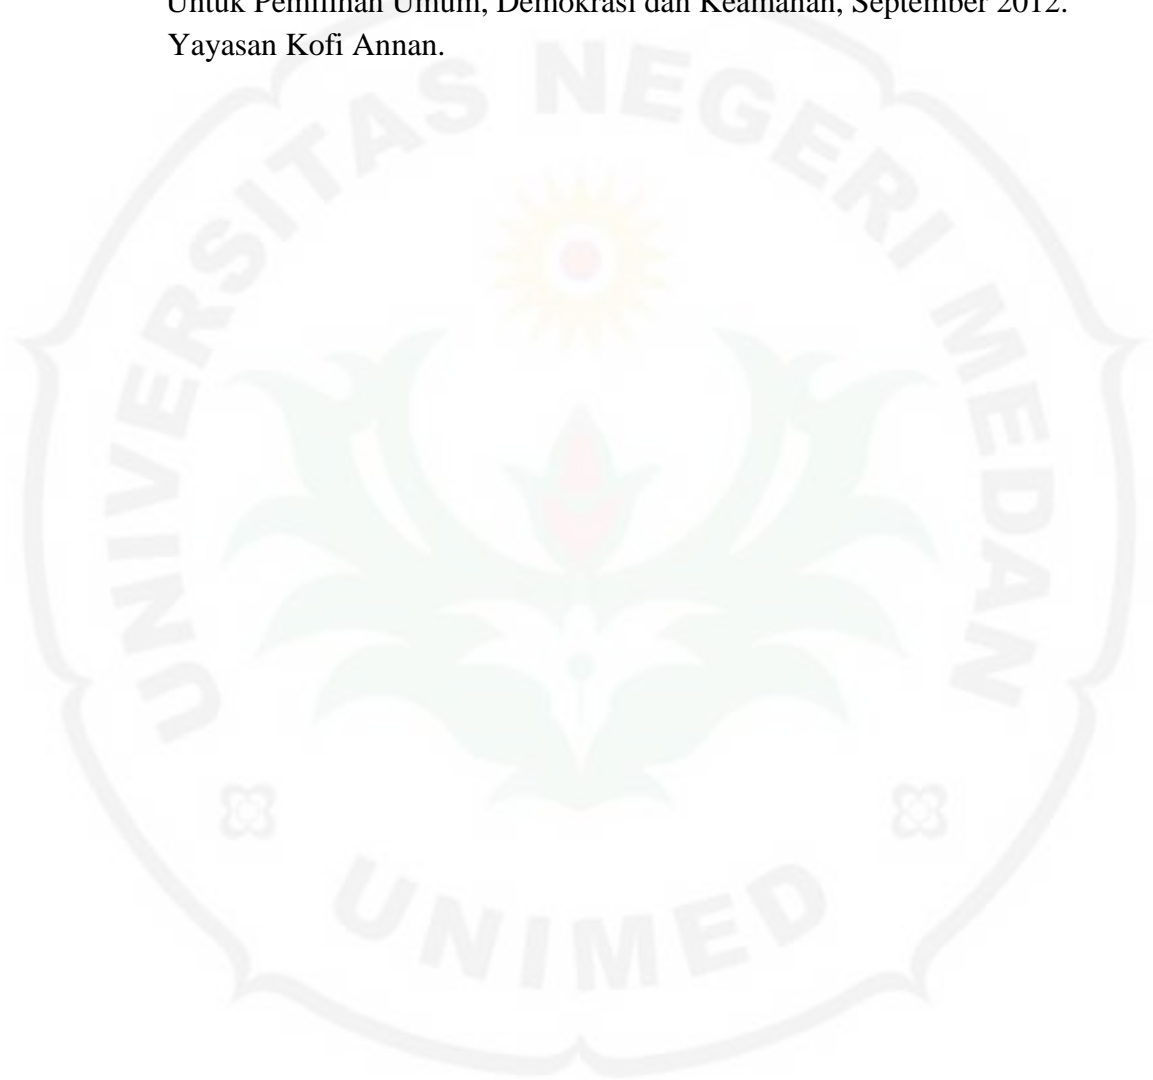 Untuk Pemilihan Umum, Demokrasi dan Keamanan, September 2012.
Yayasan Kofi Annan.
UNIVERSITAS NEGERI MEDAN
UNIMED